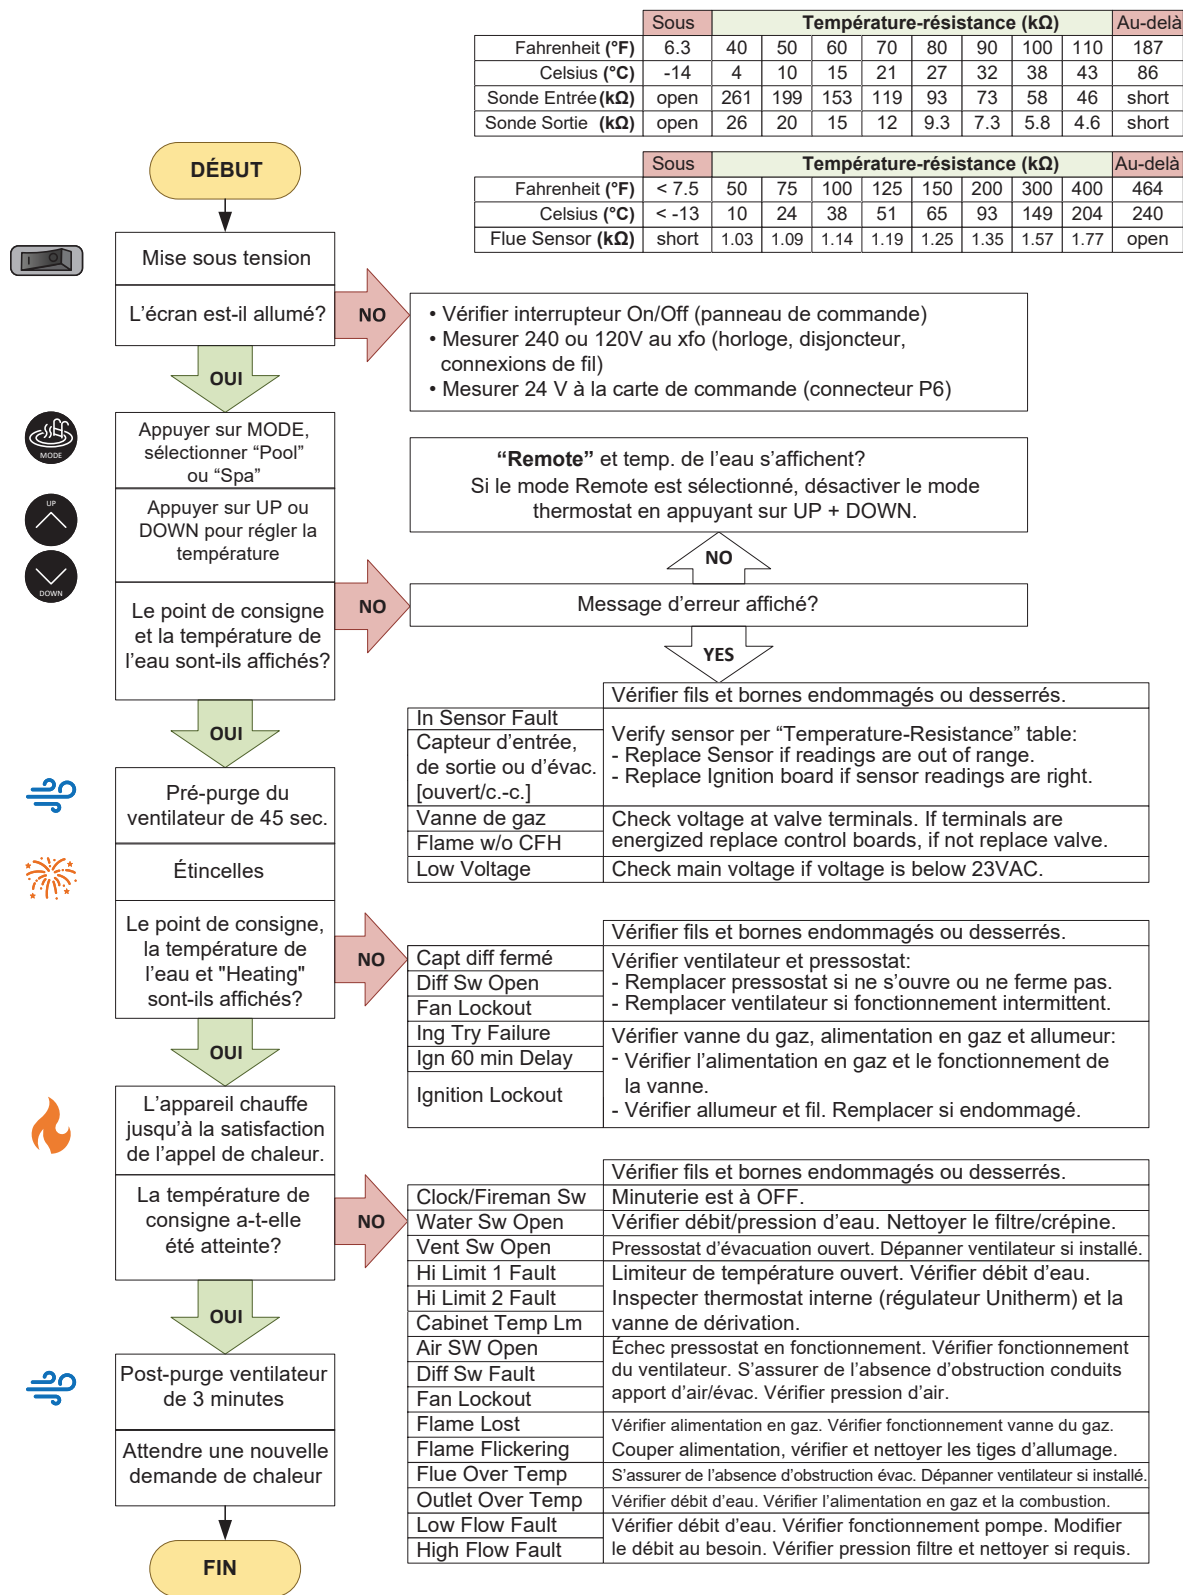 Sous Température-résistance (kΩ) Au-delà
Fahrenheit (°F) 6.3 40 50 60 70 80 90 100 110 187
Celsius (°C) -14 4 10 15 21 27 32 38 43 86
Sonde Entrée (kΩ) open 261 199 153 119 93 73 58 46 short
Sonde Sortie (kΩ) open 26 20 15 12 9.3 7.3 5.8 4.6 short
Sous Température-résistance (kΩ) Au-delà
Fahrenheit (°F) < 7.5 50 75 100 125 150 200 300 400 464
Celsius (°C) < -13 10 24 38 51 65 93 149 204 240
Flue Sensor (kΩ) short 1.03 1.09 1.14 1.19 1.25 1.35 1.57 1.77 open
DÉBUT
Mise sous tension
L'écran est-il allumé?
NO
• Vérifier interrupteur On/Off (panneau de commande)
• Mesurer 240 ou 120V au xfo (horloge, disjoncteur,
connexions de fil)
• Mesurer 24 V à la carte de commande (connecteur P6)
OUI
MODE
Appuyer sur MODE,
sélectionner “Pool”
ou “Spa”
UP
DOWN
Appuyer sur UP ou
DOWN pour régler la
température
Le point de consigne
et la température de
l'eau sont-ils affichés?
NO
“Remote” et temp. de l'eau s'affichent?
Si le mode Remote est sélectionné, désactiver le mode
thermostat en appuyant sur UP + DOWN.
NO
Message d'erreur affiché?
YES
Vérifier fils et bornes endommagés ou desserrés.
In Sensor Fault
Capteur d'entrée,
de sortie ou d'évac.
[ouvert/c.-c.]
Verify sensor per “Temperature-Resistance” table:
- Replace Sensor if readings are out of range.
- Replace Ignition board if sensor readings are right.
Vanne de gaz
Flame w/o CFH
Check voltage at valve terminals. If terminals are
energized replace control boards, if not replace valve.
Low Voltage
Check main voltage if voltage is below 23VAC.
OUI
Pré-purge du
ventilateur de 45 sec.
Étincelles
Le point de consigne,
la température de
l'eau et "Heating"
sont-ils affichés?
NO
Vérifier fils et bornes endommagés ou desserrés.
Capt diff fermé
Diff Sw Open
Fan Lockout
Vérifier ventilateur et pressostat:
- Remplacer pressostat si ne s'ouvre ou ne ferme pas.
- Remplacer ventilateur si fonctionnement intermittent.
Ing Try Failure
Ign 60 min Delay
Ignition Lockout
Vérifier vanne du gaz, alimentation en gaz et allumeur:
- Vérifier l'alimentation en gaz et le fonctionnement de
la vanne.
- Vérifier allumeur et fil. Remplacer si endommagé.
OUI
L'appareil chauffe
jusqu'à la satisfaction
de l'appel de chaleur.
La température de
consigne a-t-elle
été atteinte?
NO
Vérifier fils et bornes endommagés ou desserrés.
Clock/Fireman Sw
Minuterie est à OFF.
Water Sw Open
Vérifier débit/pression d'eau. Nettoyer le filtre/crépine.
Vent Sw Open
Pressostat d'évacuation ouvert. Dépanner ventilateur si installé.
Hi Limit 1 Fault
Hi Limit 2 Fault
Cabinet Temp Lm
Limiteur de température ouvert. Vérifier débit d'eau.
Inspecter thermostat interne (régulateur Unitherm) et la
vanne de dérivation.
Air SW Open
Diff Sw Fault
Fan Lockout
Échec pressostat en fonctionnement. Vérifier fonctionnement
du ventilateur. S'assurer de l'absence d'obstruction conduits
apport d'air/évac. Vérifier pression d'air.
Flame Lost
Flame Flickering
Vérifier alimentation en gaz. Vérifier fonctionnement vanne du gaz.
Couper alimentation, vérifier et nettoyer les tiges d'allumage.
Flue Over Temp
S'assurer de l'absence d'obstruction évac. Dépanner ventilateur si installé.
Outlet Over Temp
Vérifier débit d'eau. Vérifier l'alimentation en gaz et la combustion.
Low Flow Fault
High Flow Fault
Vérifier débit d'eau. Vérifier fonctionnement pompe. Modifier
le débit au besoin. Vérifier pression filtre et nettoyer si requis.
OUI
Post-purge ventilateur
de 3 minutes
Attendre une nouvelle
demande de chaleur
FIN